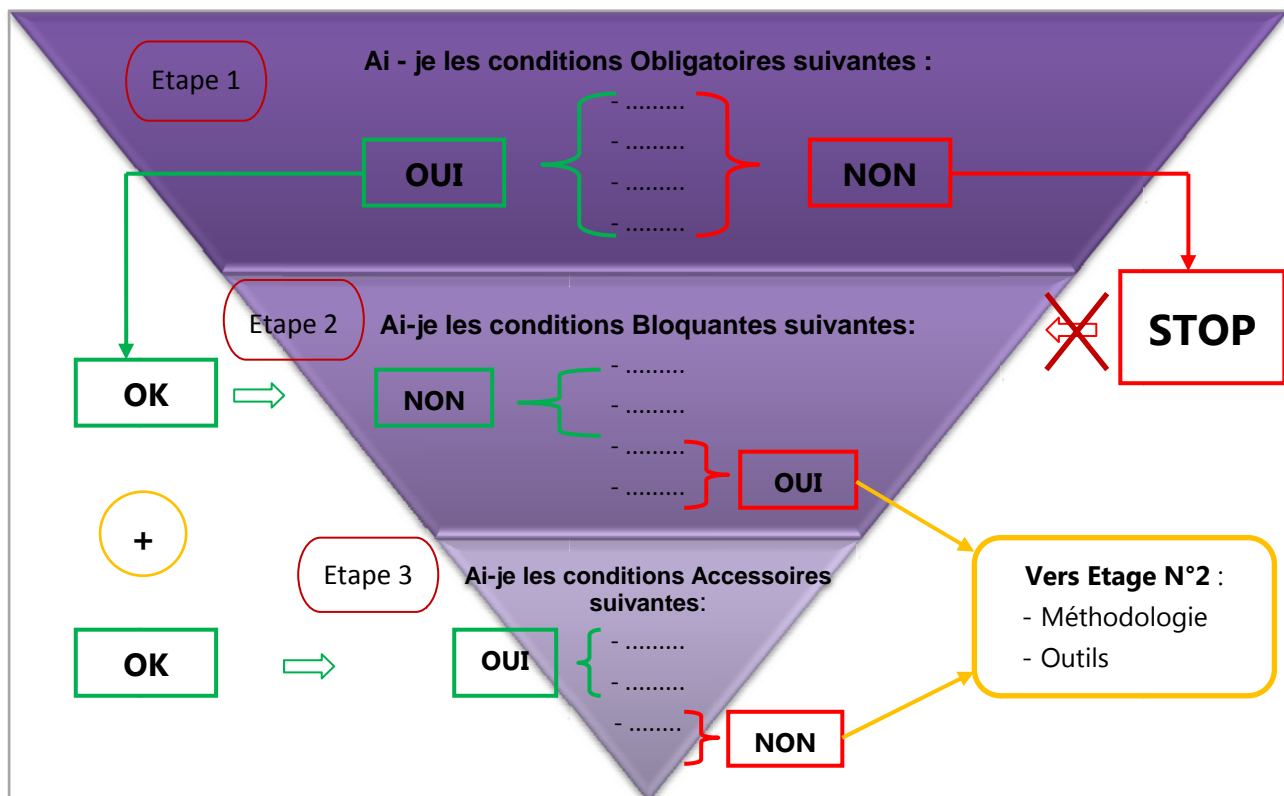 Etape 1
Ai - je les conditions Obligatoires suivantes :
- .........
- .........
- .........
- .........
OUI
NON
Etape 2
Ai-je les conditions Bloquantes suivantes:
STOP
OK
NON
- .........
- .........
- .........
- .........
OUI
+
Etape 3
Ai-je les conditions Accessoires
suivantes:
OK
OUI
- .........
- .........
- ........
NON
Vers Etage N°2 :
- Méthodologie
- Outils